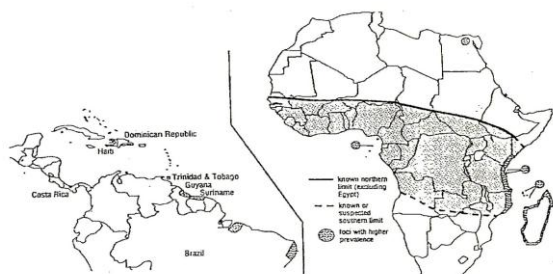 Dominican Republic
Haiti
Trinidad & Tobago
Guyana
Suriname
Costa Rica
Brazil
known northern
limit (excluding
Egypt)
known or
suspected
southern limit
foci with higher
prevalence